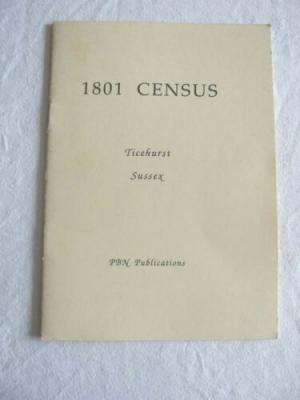 1801 CENSUS
Ticehurst
Sussex
PBN Publications